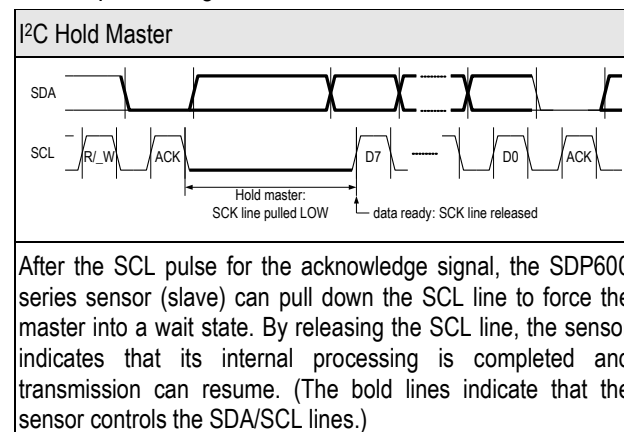 I²C Hold Master
SDA
SCL R/_W ACK D7 D0 ACK
Hold master:
SCK line pulled LOW
data ready: SCK line released
After the SCL pulse for the acknowledge signal, the SDP600
series sensor (slave) can pull down the SCL line to force the
master into a wait state. By releasing the SCL line, the sensor
indicates that its internal processing is completed and
transmission can resume. (The bold lines indicate that the
sensor controls the SDA/SCL lines.)